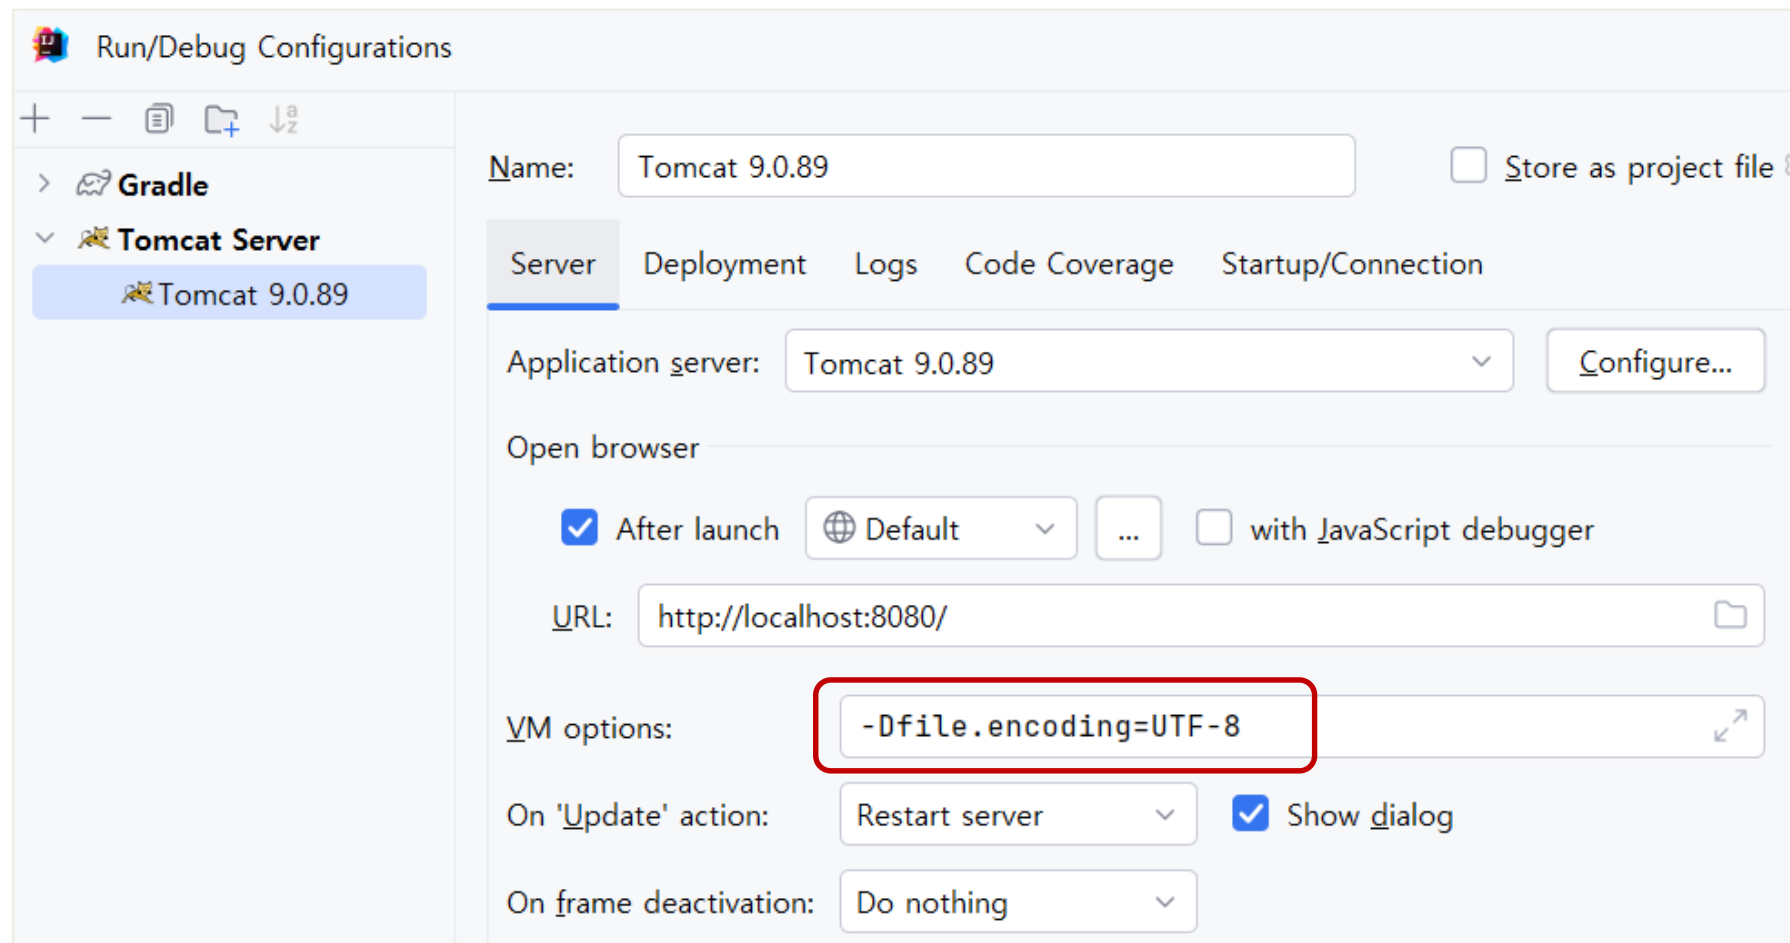 Run/Debug Configurations
Gradle
Tomcat Server
Tomcat 9.0.89
Name: Tomcat 9.0.89 Store as project file
Server Deployment Logs Code Coverage Startup/Connection
Application server: Tomcat 9.0.89 Configure...
Open browser
After launch Default ... with JavaScript debugger
URL: http://localhost:8080/
VM options: -Dfile.encoding=UTF-8
On 'Update' action: Restart server Show dialog
On frame deactivation: Do nothing